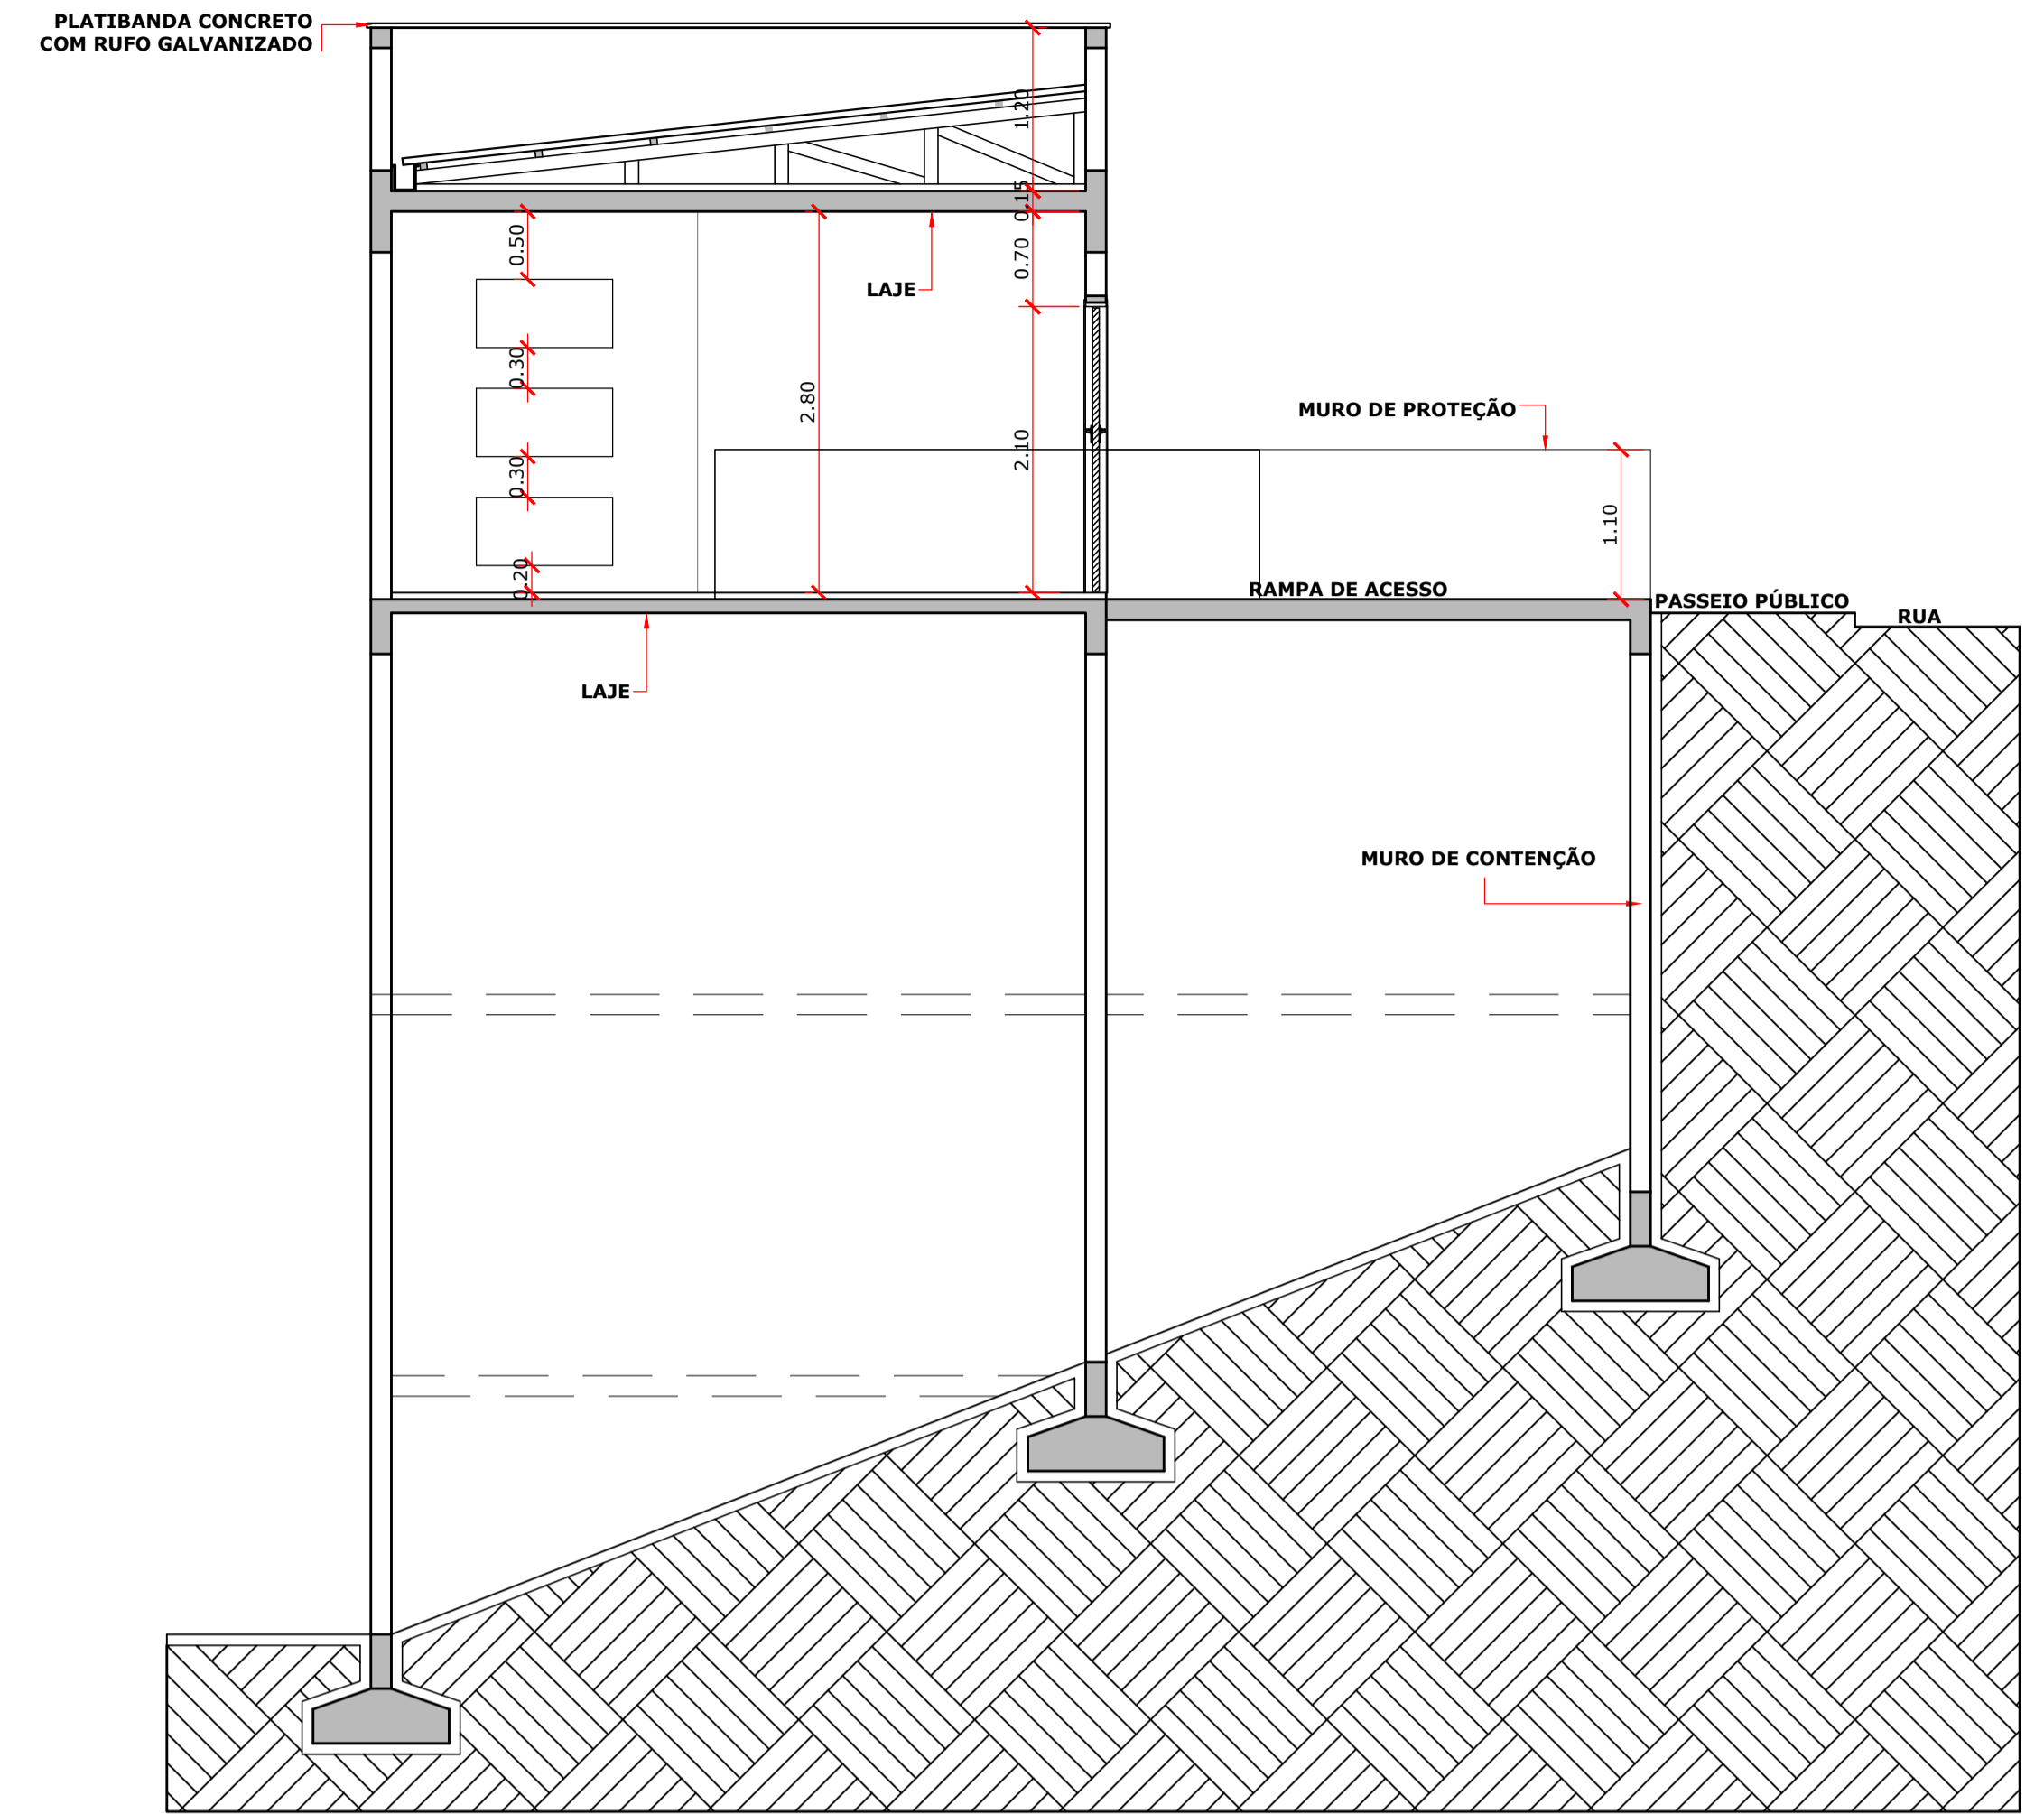 PLATIBANDA CONCRETO
COM RUFO GALVANIZADO
1.20
0.15
0.50
0.70
LAJE
0.30
2.80
MURO DE PROTEÇÃO
2.10
0.30
1.10
0.20
RAMPA DE ACESSO
PASSEIO PÚBLICO
RUA
LAJE
MURO DE CONTENÇÃO